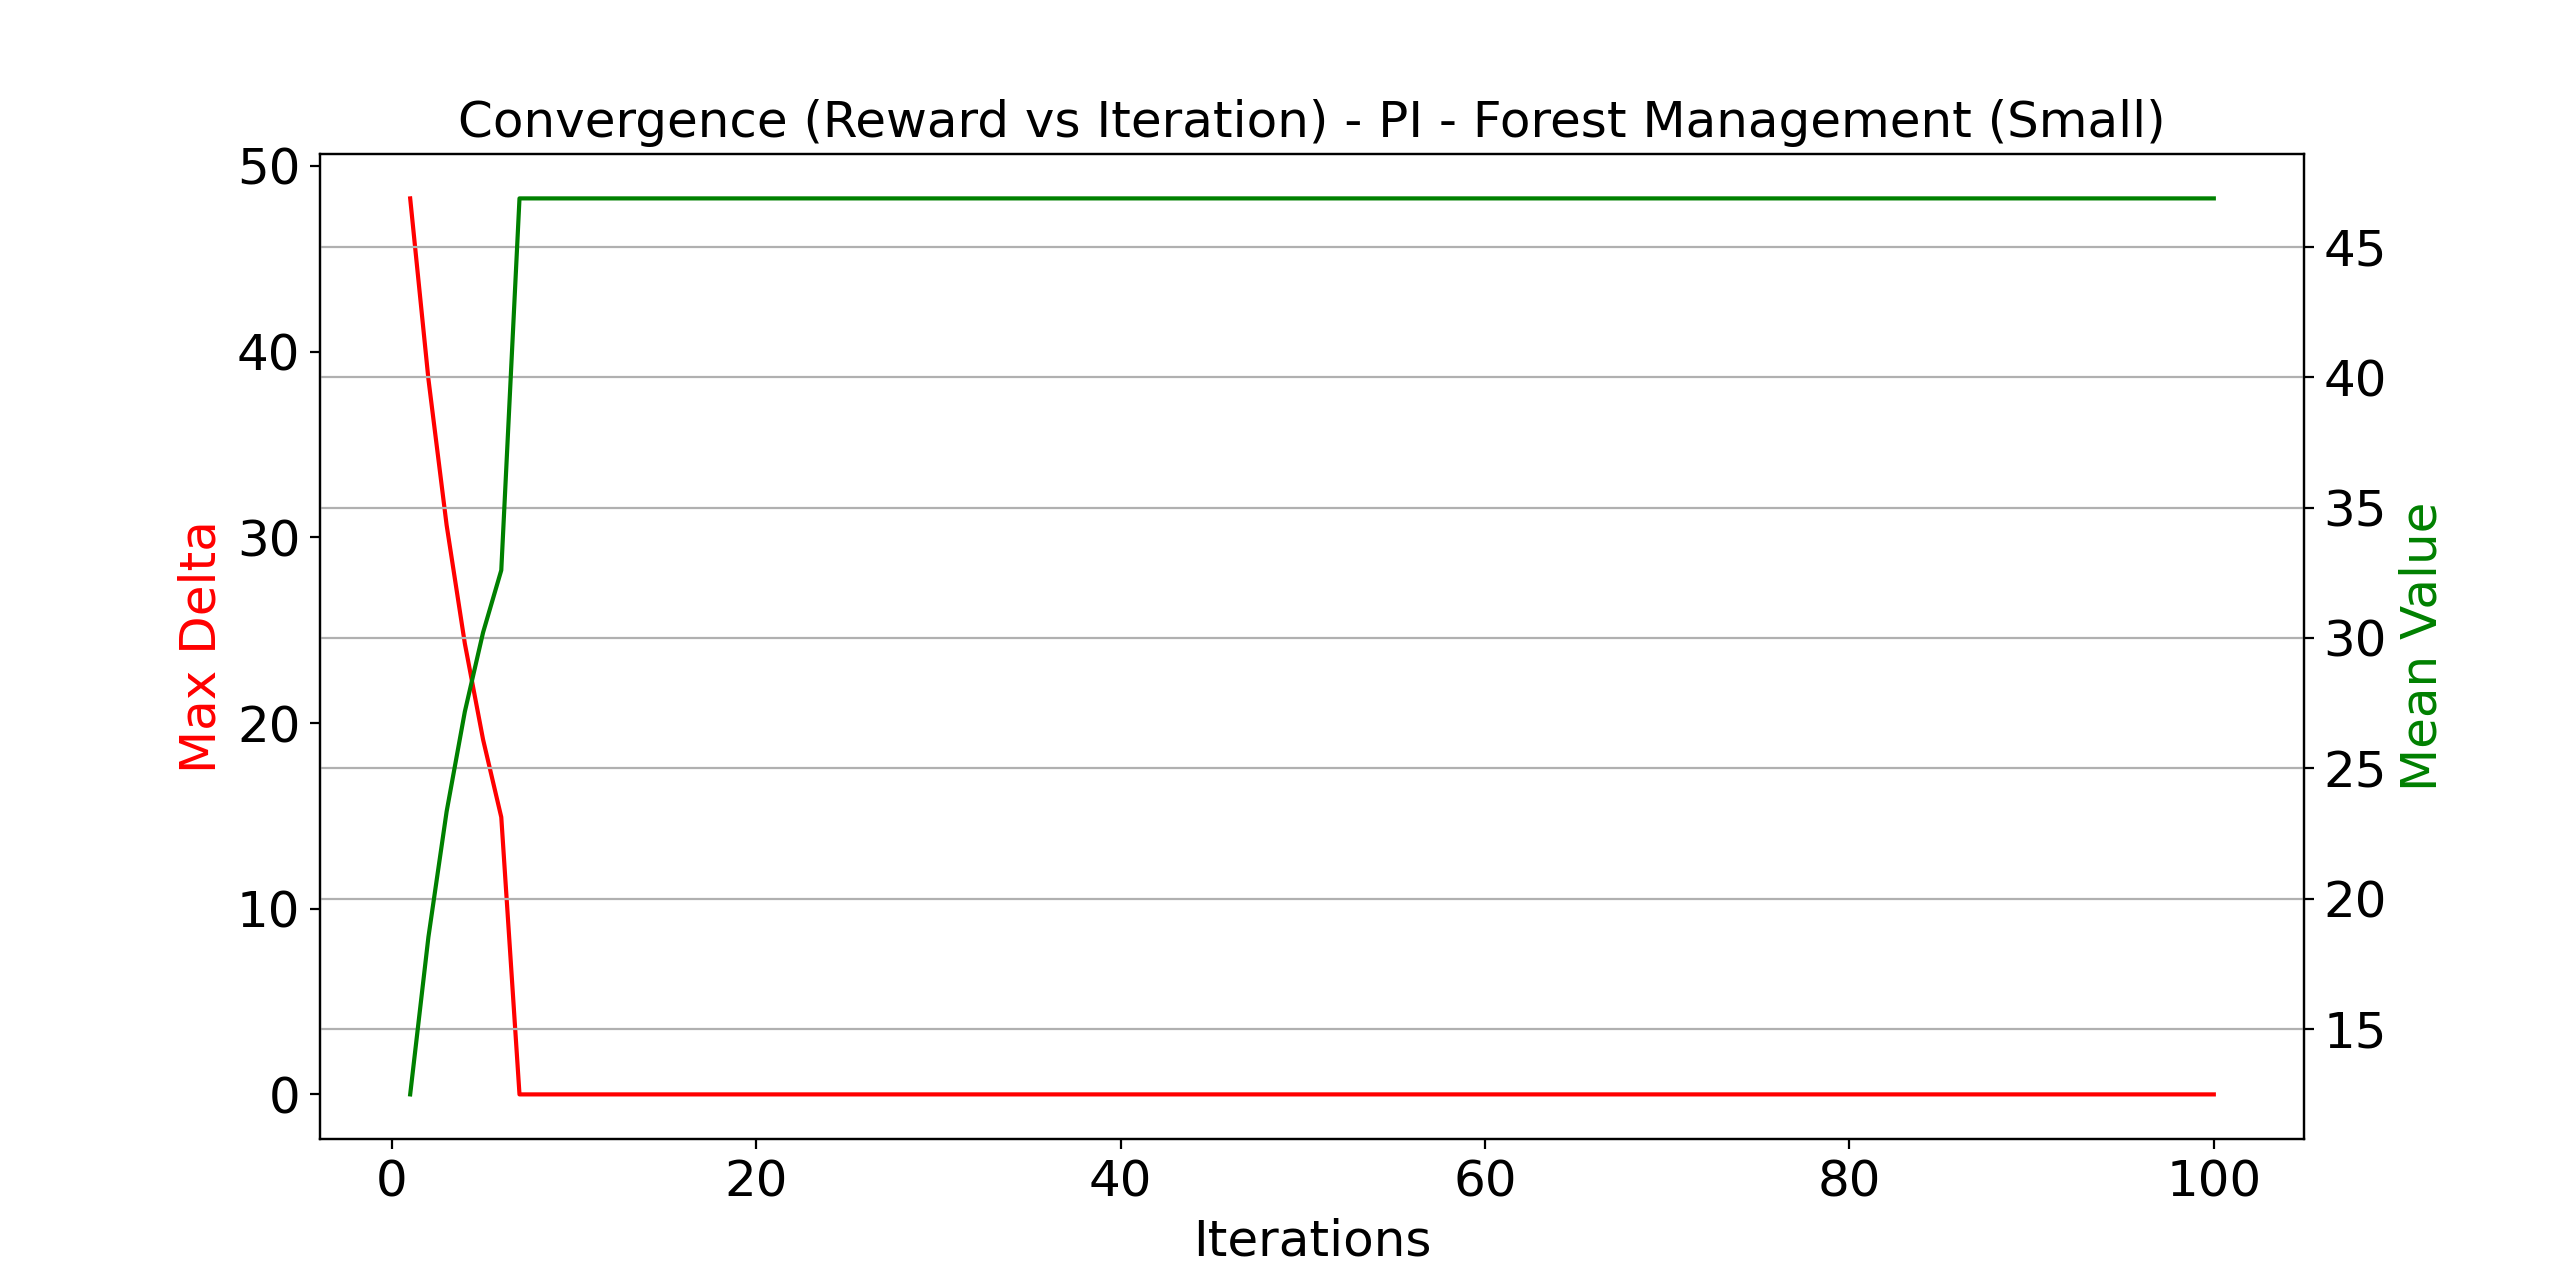 Convergence (Reward vs Iteration) - PI - Forest Management (Small)
50
40
30
20
10
0
Max Delta
45
40
35
30
25
20
15
Mean Value
0 20 40 60 80 100
Iterations